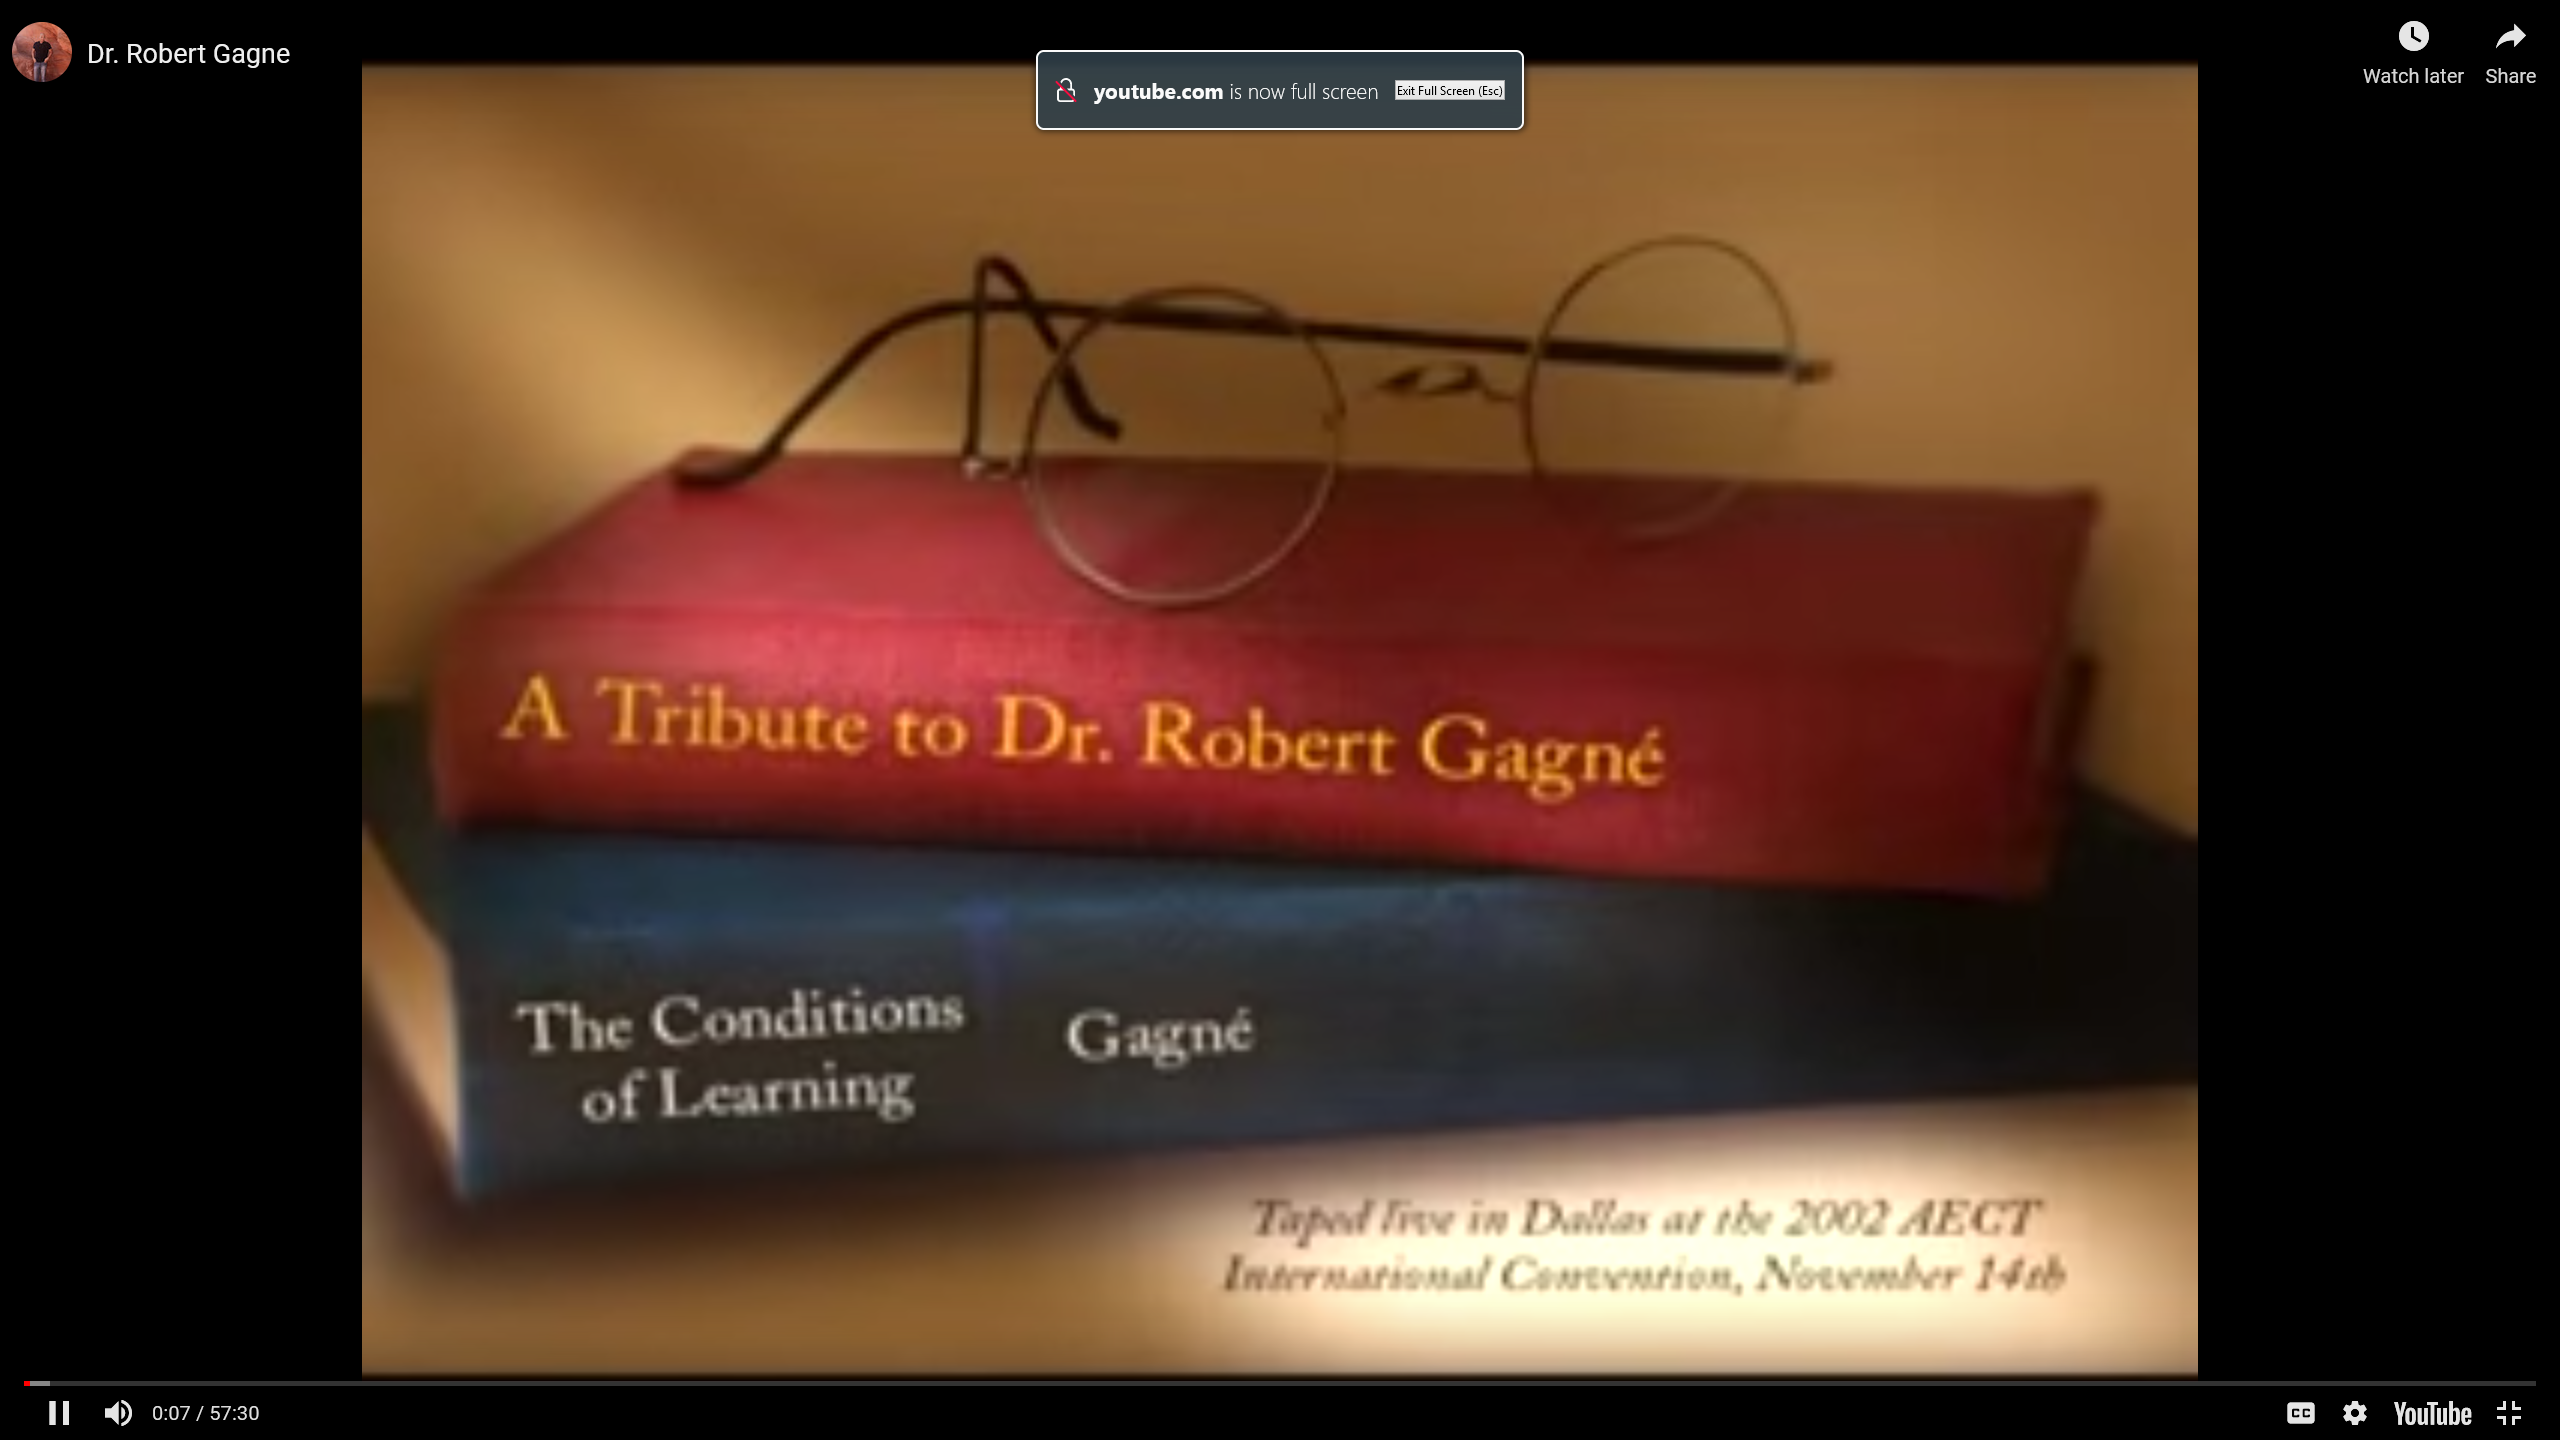 Dr. Robert Gagne
youtube.com is now full screen Exit Full Screen (Esc)
Watch later Share
A Tribute to Dr. Robert Gagné
The Conditions Gagné
of Learning
Taped live in Dallas at the 2002 AECT
International Convention, November 14th
0:07 / 57:30
CC
YouTube